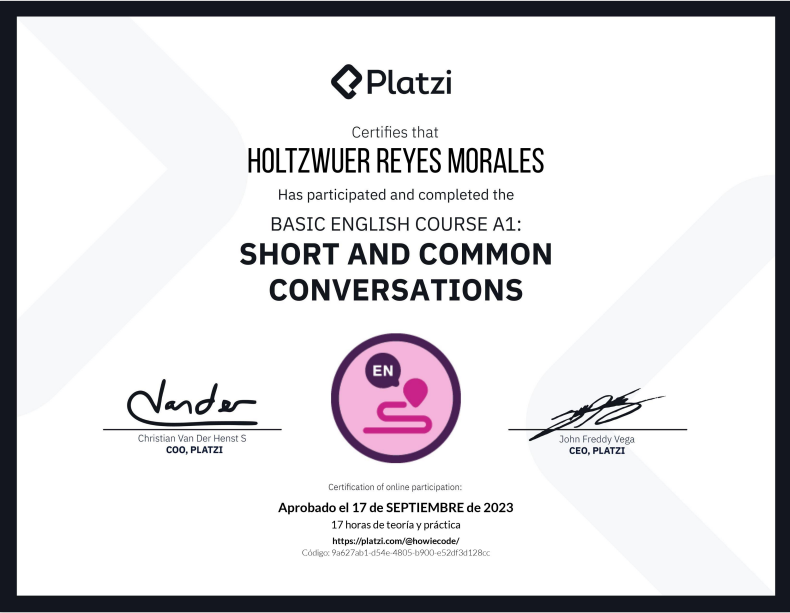 Platzi
Certifies that
HOLTZWUER REYES MORALES
Has participated and completed the
BASIC ENGLISH COURSE A1:
SHORT AND COMMON
CONVERSATIONS
EN
Vander
Christian Van Der Henst S
COO, PLATZI
John Freddy Vega
CEO, PLATZI
Certification of online participation:
Aprobado el 17 de SEPTIEMBRE de 2023
17 horas de teoría y práctica
https://platzi.com/@howiecode/
Código: 9a627ab1-d54e-4805-b900-e52df3d128cc